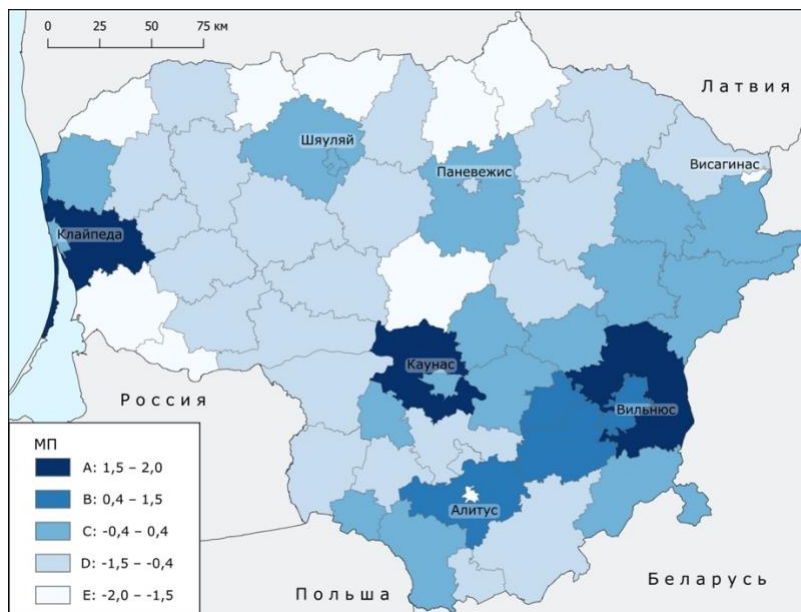 0 25 50 75 км
Латвия
Шяуляй
Паневежис
Висагинас
Клайпеда
Каунас
Россия
Вильнюс
МП
A: 1,5 – 2,0
B: 0,4 – 1,5
C: -0,4 – 0,4
D: -1,5 – -0,4
E: -2,0 – -1,5
Алитус
Беларусь
Польша